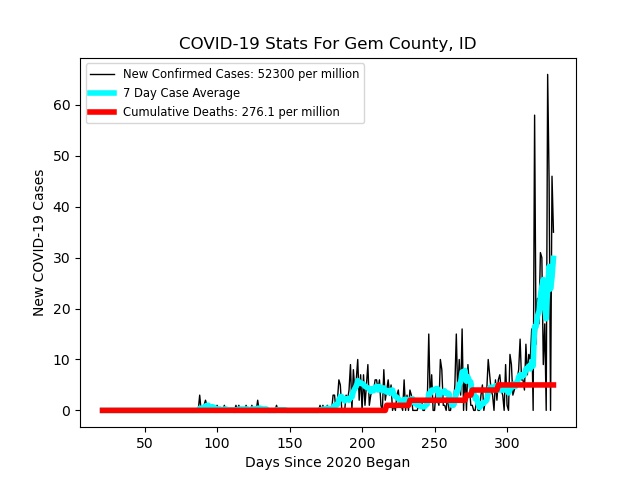 COVID-19 Stats For Gem County, ID
New Confirmed Cases: 52300 per million
7 Day Case Average
Cumulative Deaths: 276.1 per million
New COVID-19 Cases
60
50
40
30
20
10
0
50 100 150 200 250 300
Days Since 2020 Began